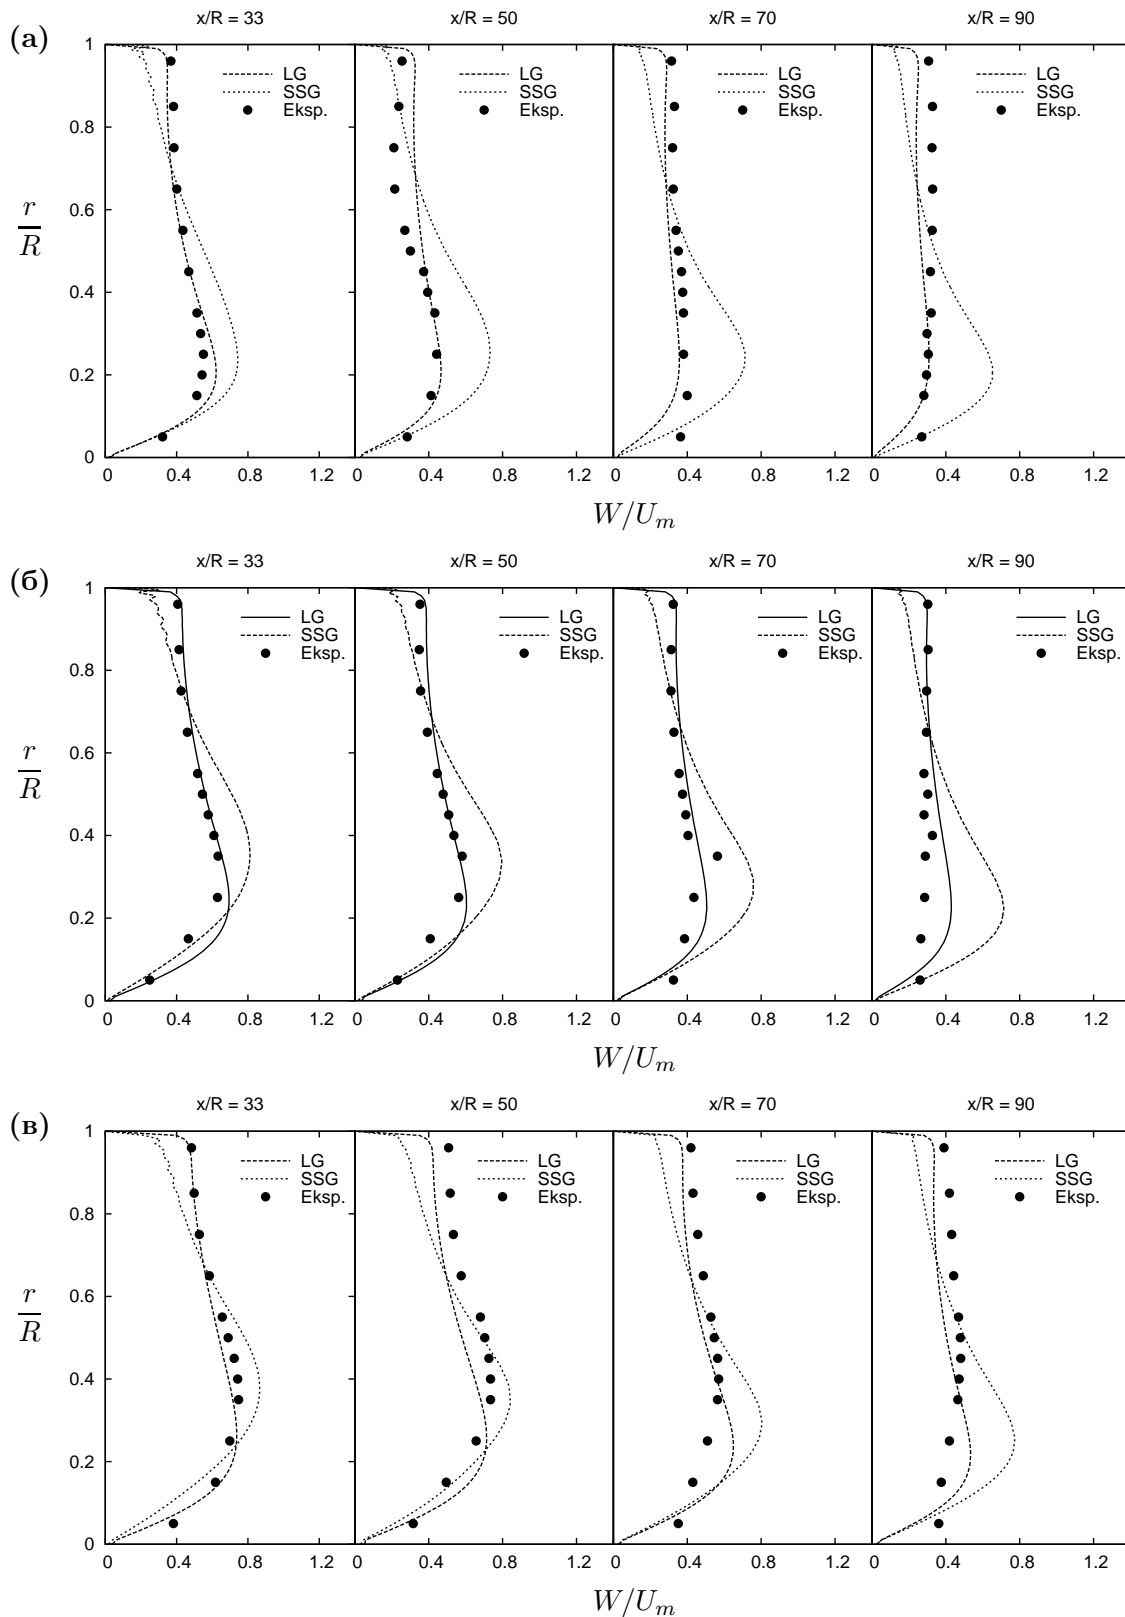 x/R = 33 x/R = 50 x/R = 70 x/R = 90
(а)
1
0.8
0.6
0.4
0.2
0
r/R
LG
SSG
Eksp.
LG
SSG
Eksp.
LG
SSG
Eksp.
LG
SSG
Eksp.
0 0.4 0.8 1.2 0 0.4 0.8 1.2 0 0.4 0.8 1.2 0 0.4 0.8 1.2
W/U_m
x/R = 33 x/R = 50 x/R = 70 x/R = 90
(б)
1
0.8
0.6
0.4
0.2
0
r/R
LG
SSG
Eksp.
LG
SSG
Eksp.
LG
SSG
Eksp.
LG
SSG
Eksp.
0 0.4 0.8 1.2 0 0.4 0.8 1.2 0 0.4 0.8 1.2 0 0.4 0.8 1.2
W/U_m
x/R = 33 x/R = 50 x/R = 70 x/R = 90
(в)
1
0.8
0.6
0.4
0.2
0
r/R
LG
SSG
Eksp.
LG
SSG
Eksp.
LG
SSG
Eksp.
LG
SSG
Eksp.
0 0.4 0.8 1.2 0 0.4 0.8 1.2 0 0.4 0.8 1.2 0 0.4 0.8 1.2
W/U_m